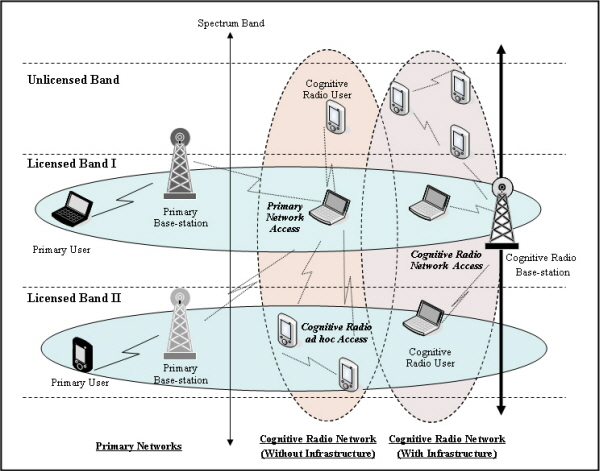 Spectrum Band
Unlicensed Band
Cognitive
Radio User
Licensed Band I
Primary User
Primary
Base-station
Primary
Network
Access
Cognitive Radio
Network Access
Cognitive Radio
Base-station
Licensed Band II
Primary User
Primary
Base-station
Cognitive Radio
ad hoc Access
Cognitive
Radio User
Primary Networks
Cognitive Radio Network
(Without Infrastructure)
Cognitive Radio Network
(With Infrastructure)